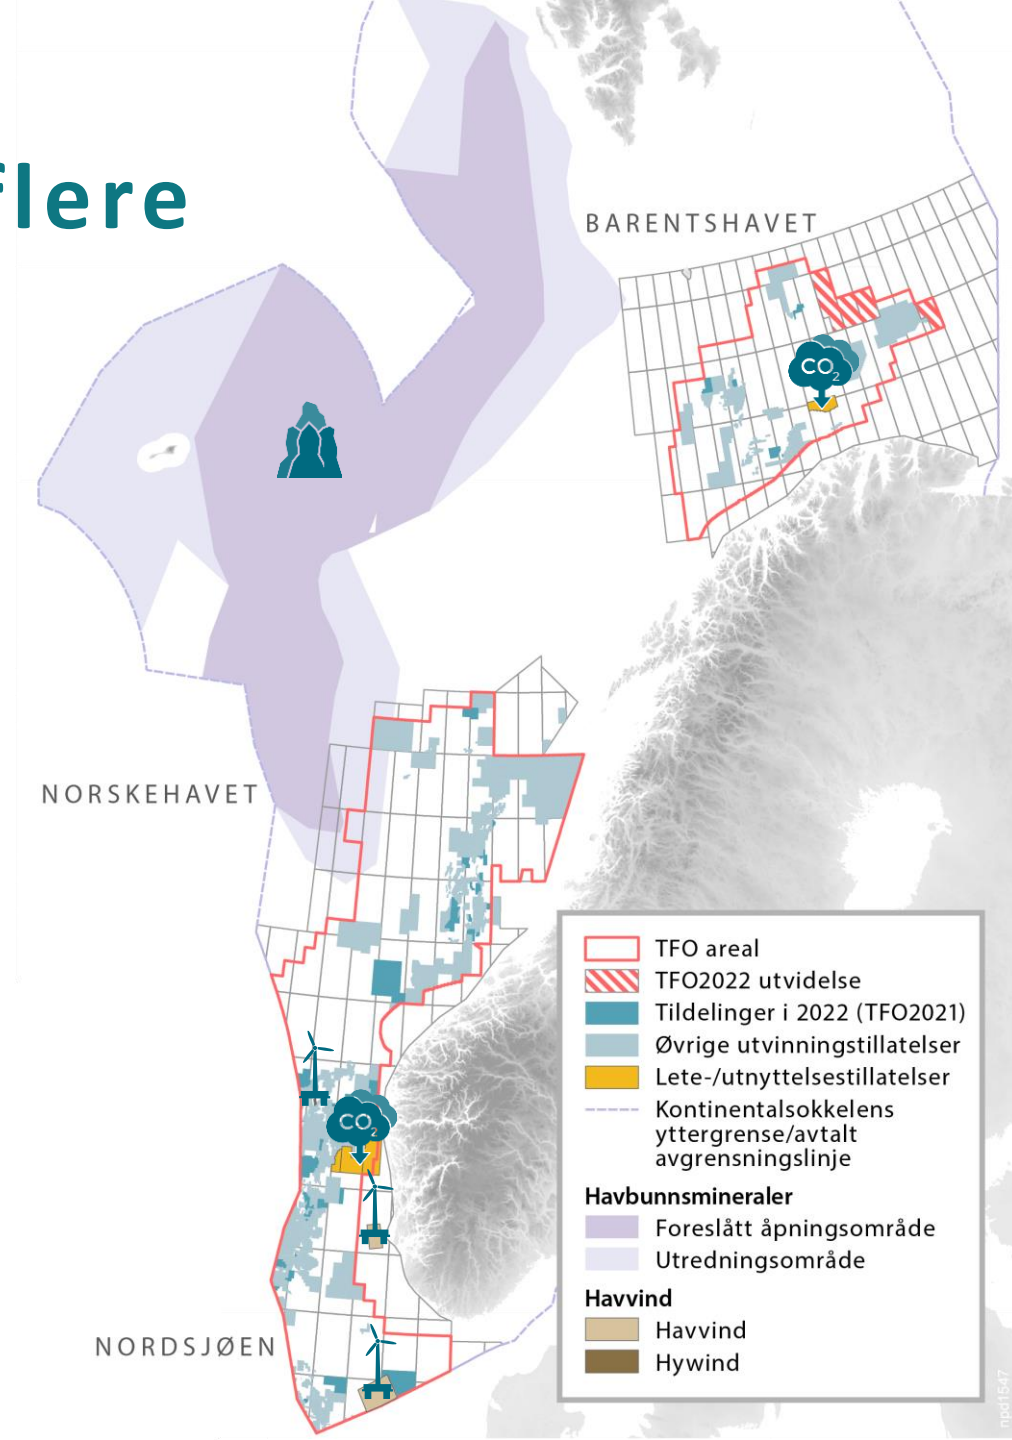 flere
BARENTSHAVET
CO₂
NORSKEHAVET
TFO areal
TFO2022 utvidelse
Tildelinger i 2022 (TFO2021)
Øvrige utvinningstillatelser
Lete-/utnyttelsestillatelser
Kontinentalsokkelens
yttergrense/avtalt
avgrensningslinje
Havbunnsmineraler
Foreslått åpningsområde
Utredningsområde
Havvind
Havvind
Hywind
CO₂
NORDSJØEN
npd1547